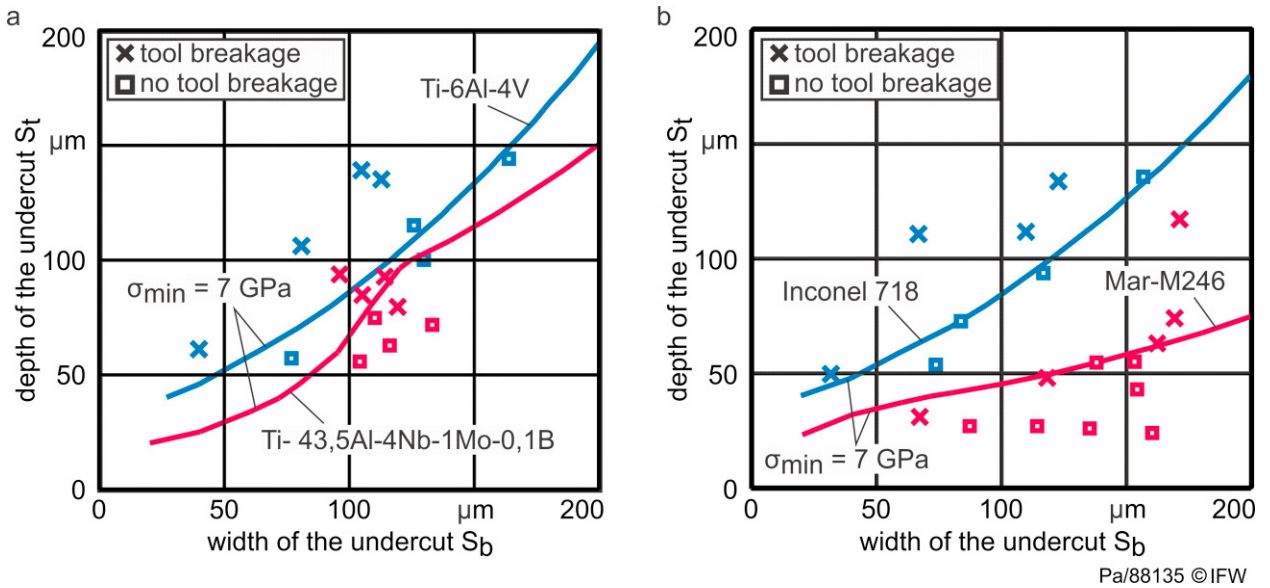 a
200
× tool breakage
□ no tool breakage
Ti-6Al-4V
µm
depth of the undercut St
100
σmin = 7 GPa
50
Ti- 43,5Al-4Nb-1Mo-0,1B
0
0 50 100 µm 200
width of the undercut Sb
b
200
× tool breakage
□ no tool breakage
µm
depth of the undercut St
100
Inconel 718
Mar-M246
50
σmin = 7 GPa
0
0 50 100 µm 200
width of the undercut Sb
Pa/88135 ©IFW